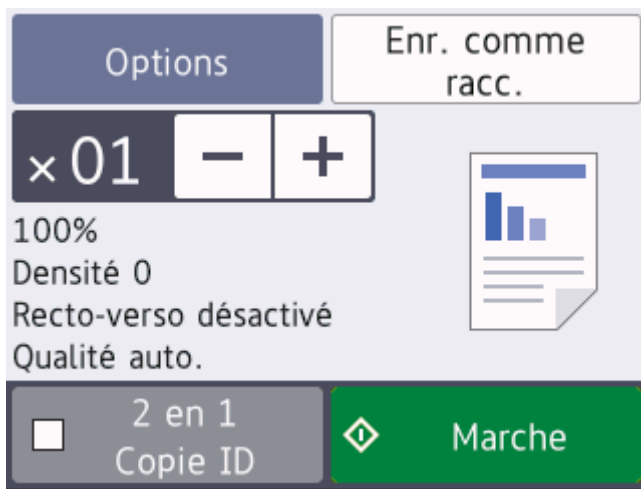 Options
Enr. comme
racc.
×01 − +
100%
Densité 0
Recto-verso désactivé
Qualité auto.
2 en 1
Copie ID
Marche